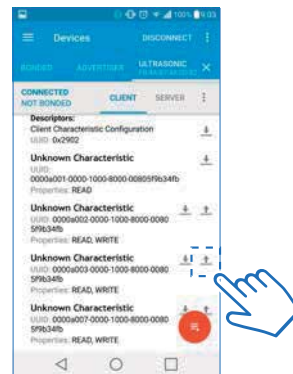 100% 9:03
Devices
DISCONNECT
BONDED
ADVERTISER
ULTRASONIC
CONNECTED
NOT BONDED
CLIENT
SERVER
Descriptors:
Client Characteristic Configuration
UUID: 0x2902
Unknown Characteristic
UUID:
0000a001-0000-1000-8000-00805f9b34fb
Properties: READ
Unknown Characteristic
UUID: 0000a002-0000-1000-8000-0080
5f9b34fb
Properties: READ, WRITE
Unknown Characteristic
UUID: 0000a003-0000-1000-8000-0080
5f9b34fb
Properties: READ, WRITE
Unknown Characteristic
UUID: 0000a007-0000-1000-8000-0080
5f9b34fb
Properties: READ, WRITE